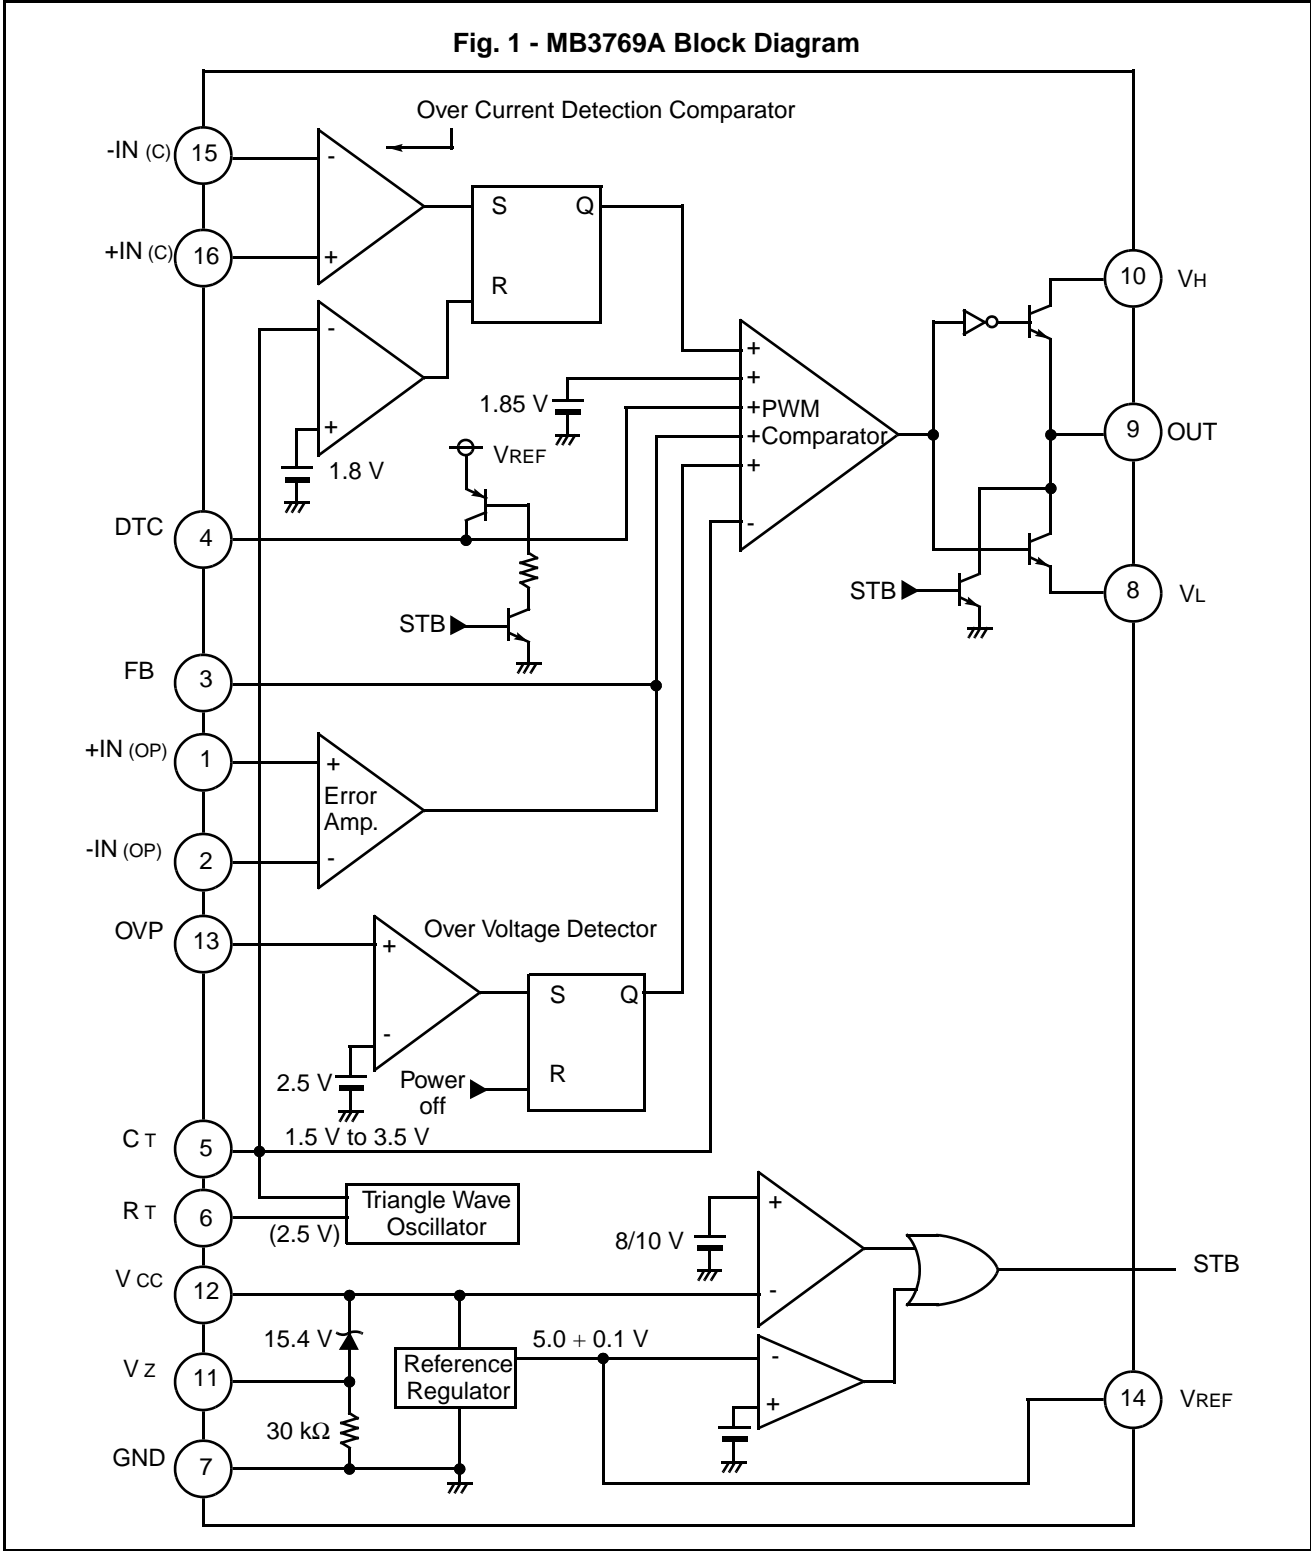 Fig. 1 - MB3769A Block Diagram
Over Current Detection Comparator
-IN (C) 15
-
S Q
+IN (C) 16
+
R
10 VH
-
+
1.85 V
+
+PWM
+Comparator
+
-
9 OUT
+
1.8 V
VREF
DTC 4
STB
STB
8 VL
FB 3
+IN (OP) 1
+
Error
Amp.
-IN (OP) 2
-
OVP 13
+
Over Voltage Detector
S Q
-
2.5 V
Power
off
R
CT 5
1.5 V to 3.5 V
RT 6
(2.5 V)
Triangle Wave
Oscillator
+
8/10 V
-
STB
VCC 12
15.4 V
5.0 + 0.1 V
VZ 11
Reference
Regulator
-
+
14 VREF
30 kΩ
GND 7